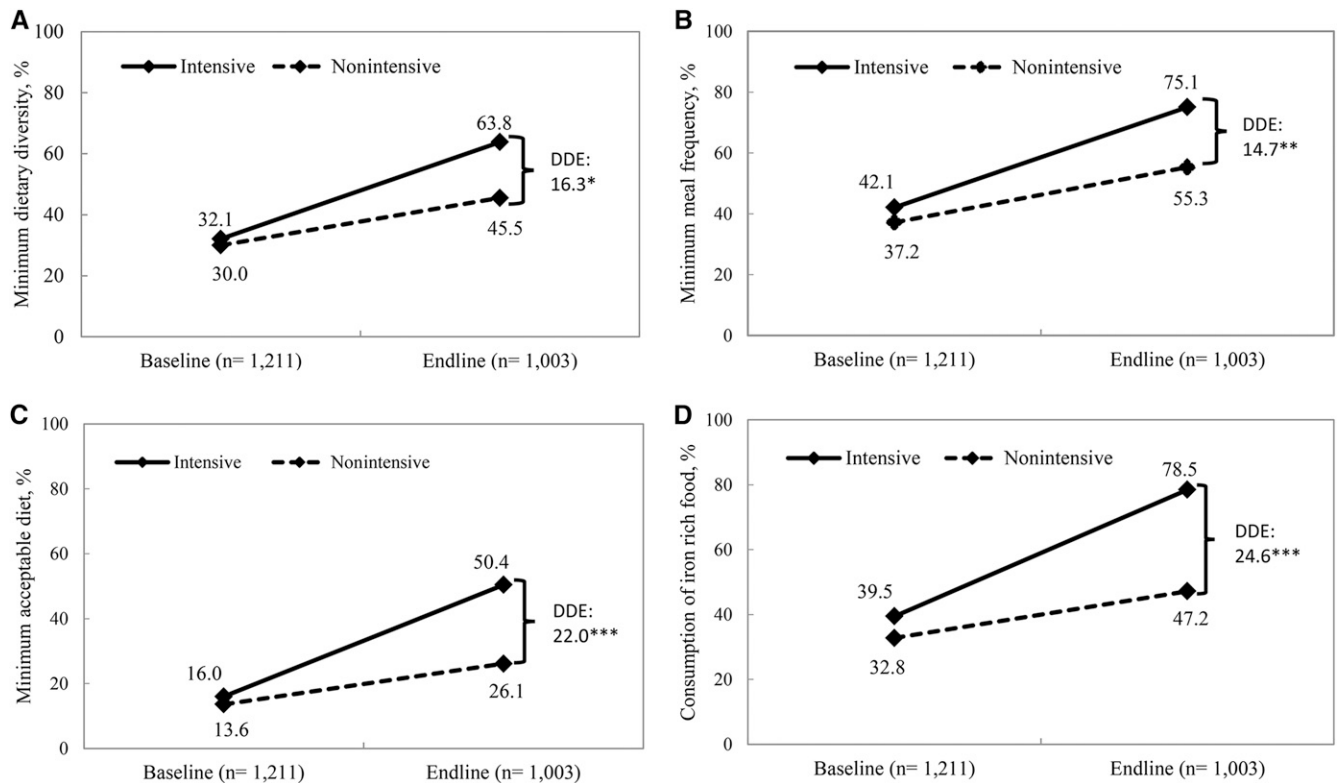 A
Minimum dietary diversity, %
100
80
60
40
20
0
Intensive
Nonintensive
63.8
32.1
30.0
45.5
DDE:
16.3*
Baseline (n= 1,211)
Endline (n= 1,003)
B
Minimum meal frequency, %
100
80
60
40
20
0
Intensive
Nonintensive
75.1
42.1
37.2
55.3
DDE:
14.7**
Baseline (n= 1,211)
Endline (n= 1,003)
C
Minimum acceptable diet, %
100
80
60
40
20
0
Intensive
Nonintensive
50.4
16.0
13.6
26.1
DDE:
22.0***
Baseline (n= 1,211)
Endline (n= 1,003)
D
Consumption of iron rich food, %
100
80
60
40
20
0
Intensive
Nonintensive
78.5
39.5
32.8
47.2
DDE:
24.6***
Baseline (n= 1,211)
Endline (n= 1,003)